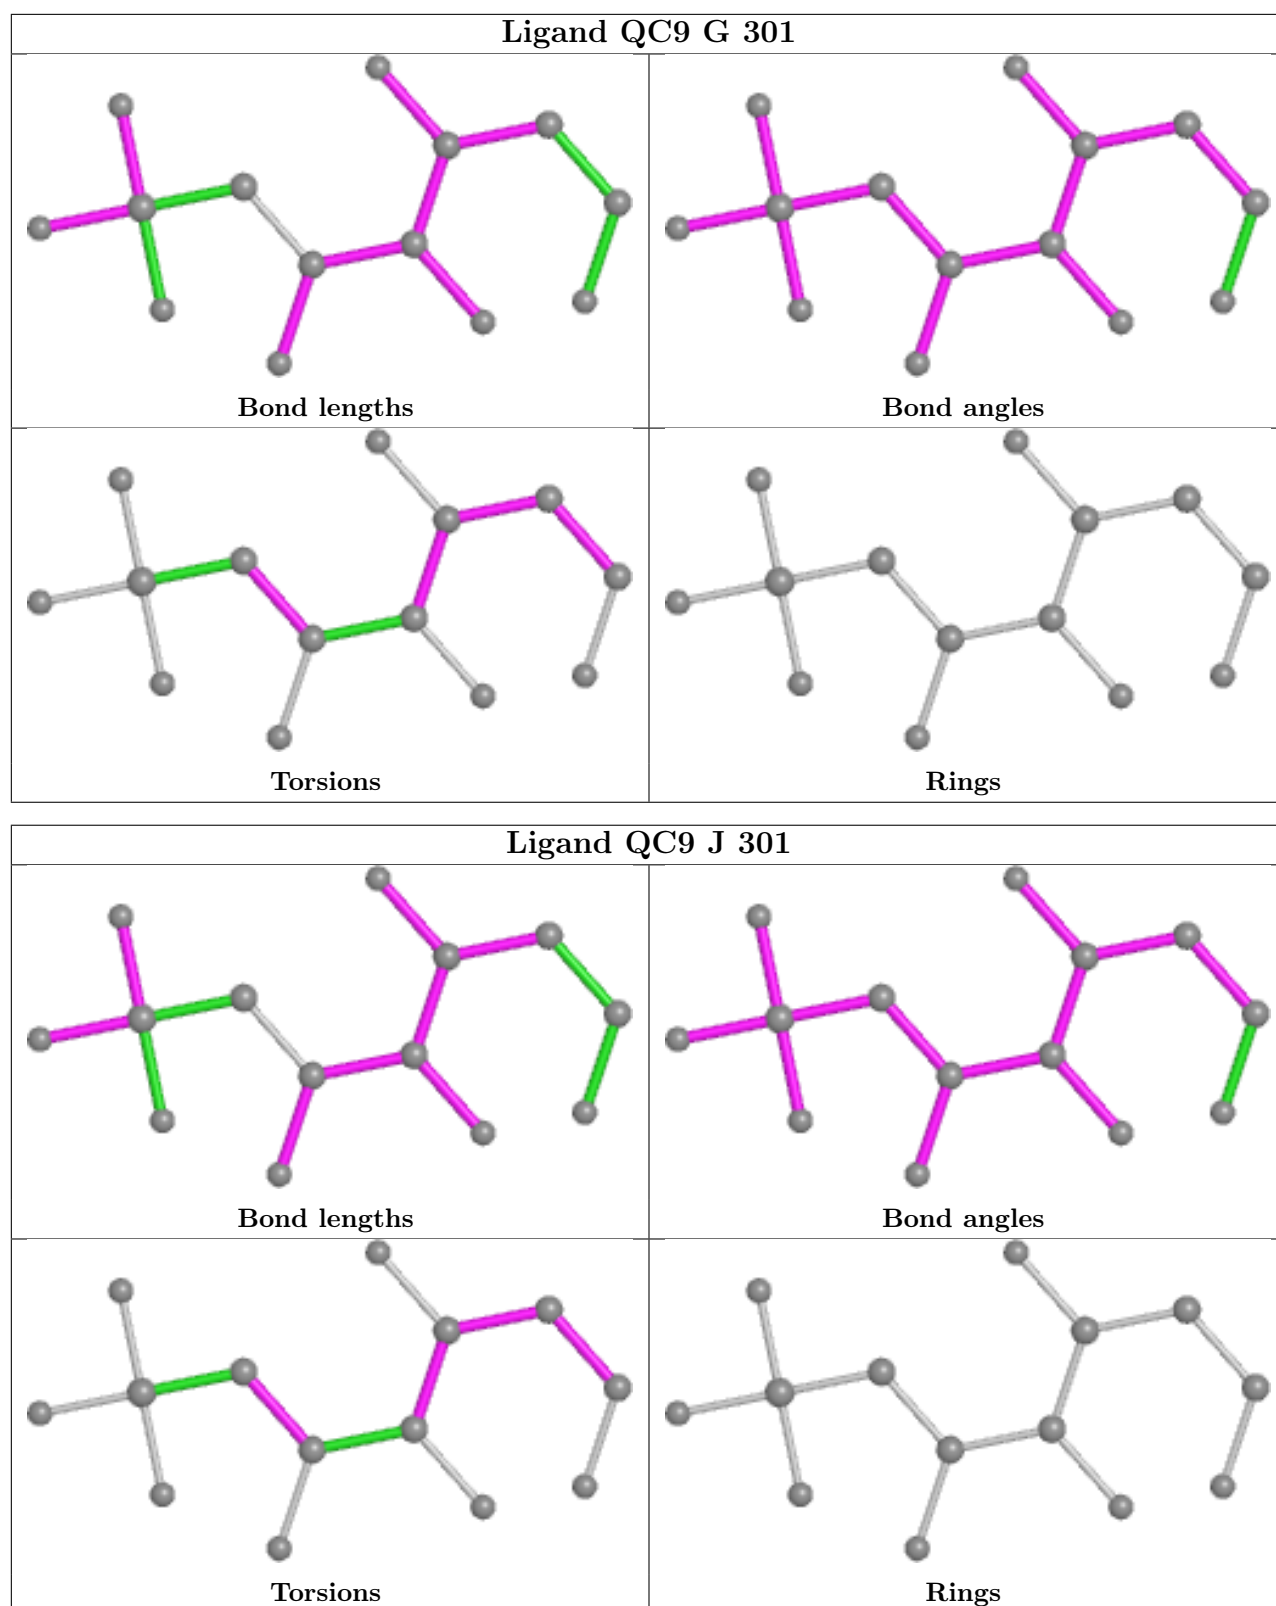 Ligand QC9 G 301
Bond lengths
Bond angles
Torsions
Rings
Ligand QC9 J 301
Bond lengths
Bond angles
Torsions
Rings